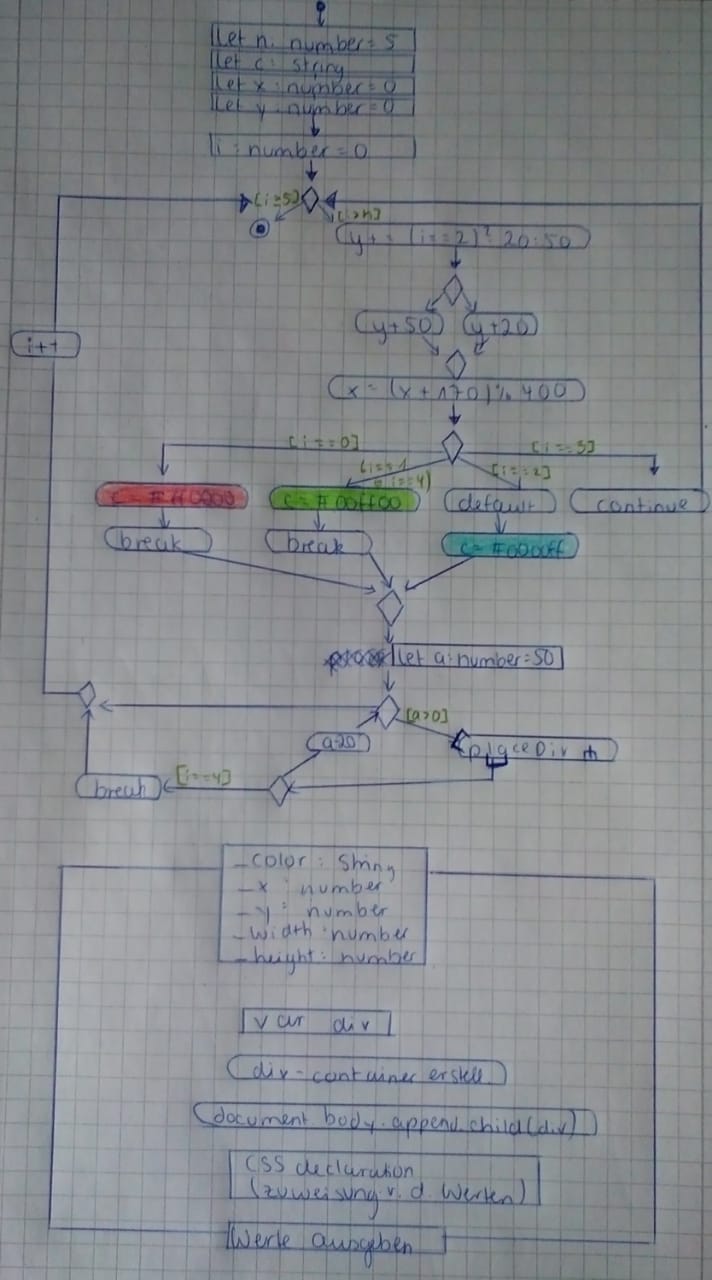 let n: number = 5
let c: string
let x: number = 0
let y: number = 0
i: number = 0
[i≥5]
[i>n]
y += (i==2)? 20:50
y+50
y+20
i++
x = (x+170)% 400
[i==0]
[i==1
i==4)
[i==2]
[i==3]
c = #ff0000
c = #00ff00
default
continue
break
break
c= #0000ff
let a: number = 50
[a>0]
a-20
placeDiv
[i==4]
break
_color: String
_x : number
_y : number
_width: number
_height: number
var div
div-container erstell.
document.body.append.child(div)
CSS declaration
(zuweisung v. d. Werten)
Werte ausgeben